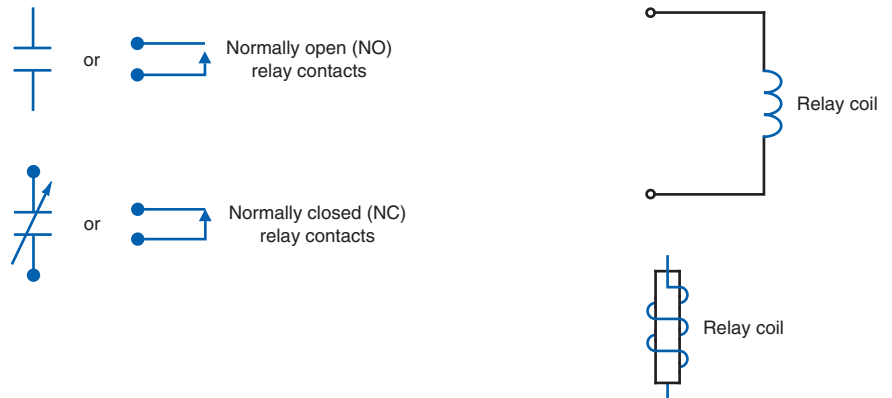 or
Normally open (NO)
relay contacts
Relay coil
or
Normally closed (NC)
relay contacts
Relay coil